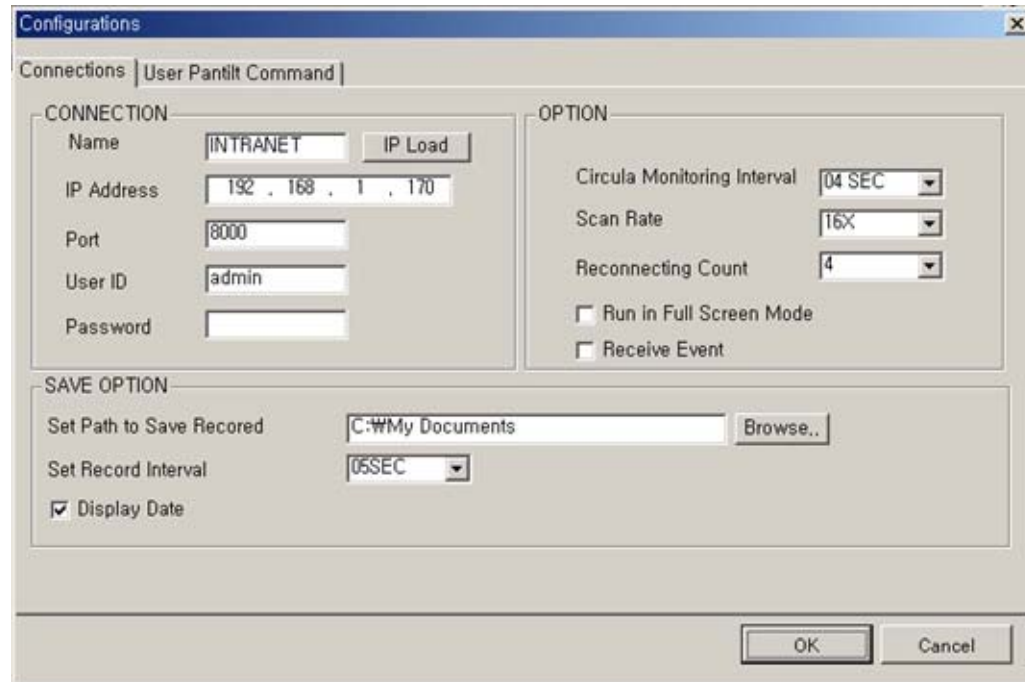 Configurations
Connections
User Pantilt Command
CONNECTION
Name
INTRANET
IP Load
IP Address
192 . 168 . 1 . 170
Port
8000
User ID
admin
Password
OPTION
Circula Monitoring Interval
04 SEC
Scan Rate
16X
Reconnecting Count
4
Run in Full Screen Mode
Receive Event
SAVE OPTION
Set Path to Save Recored
C:₩My Documents
Browse..
Set Record Interval
05SEC
Display Date
OK
Cancel